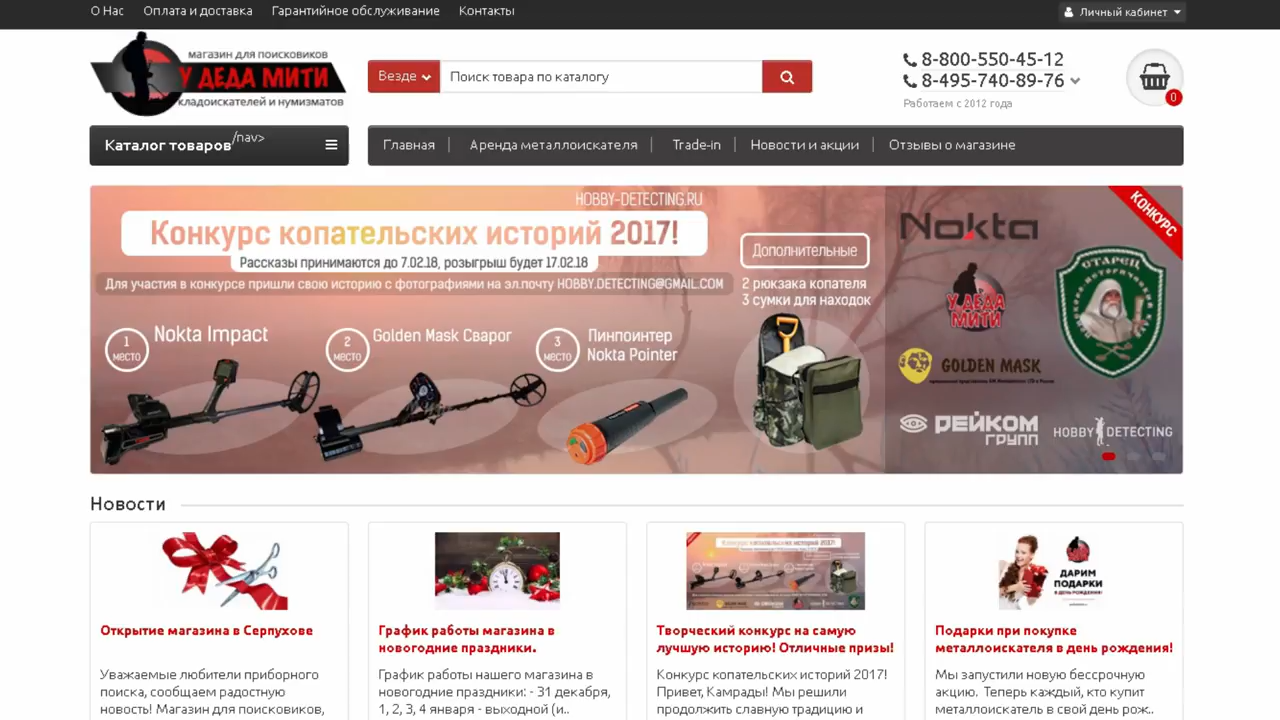 О Нас Оплата и доставка Гарантийное обслуживание Контакты Личный кабинет
магазин для поисковиков
У ДЕДА МИТИ
кладоискателей и нумизматов
Везде Поиск товара по каталогу
8-800-550-45-12
8-495-740-89-76
Работаем с 2012 года
0
Каталог товаров/nav>
Главная Аренда металлоискателя Trade-in Новости и акции Отзывы о магазине
HOBBY-DETECTING.RU
Конкурс копательских историй 2017!
Рассказы принимаются до 7.02.18, розыгрыш будет 17.02.18
Для участия в конкурсе пришли свою историю с фотографиями на эл.почту HOBBY.DETECTING@GMAIL.COM
1 место Nokta Impact
2 место Golden Mask Сварог
3 место Пинпоинтер Nokta Pointer
Дополнительные
2 рюкзака копателя
3 сумки для находок
Nokta
КОНКУРС
У ДЕДА МИТИ
СТАРЕЦ
GOLDEN MASK
РЕЙКОМ ГРУПП
HOBBY DETECTING
Новости
Конкурс копательских историй 2017!
ДАРИМ ПОДАРКИ
В ДЕНЬ РОЖДЕНИЯ!
Открытие магазина в Серпухове
Уважаемые любители приборного
поиска, сообщаем радостную
новость! Магазин для поисковиков,
График работы магазина в
новогодние праздники.
График работы нашего магазина в
новогодние праздники: - 31 декабря,
1, 2, 3, 4 января - выходной (и..
Творческий конкурс на самую
лучшую историю! Отличные призы!
Конкурс копательских историй 2017!
Привет, Камрады! Мы решили
продолжить славную традицию и
Подарки при покупке
металлоискателя в день рождения!
Мы запустили новую бессрочную
акцию. Теперь каждый, кто купит
металлоискатель в свой день рож..